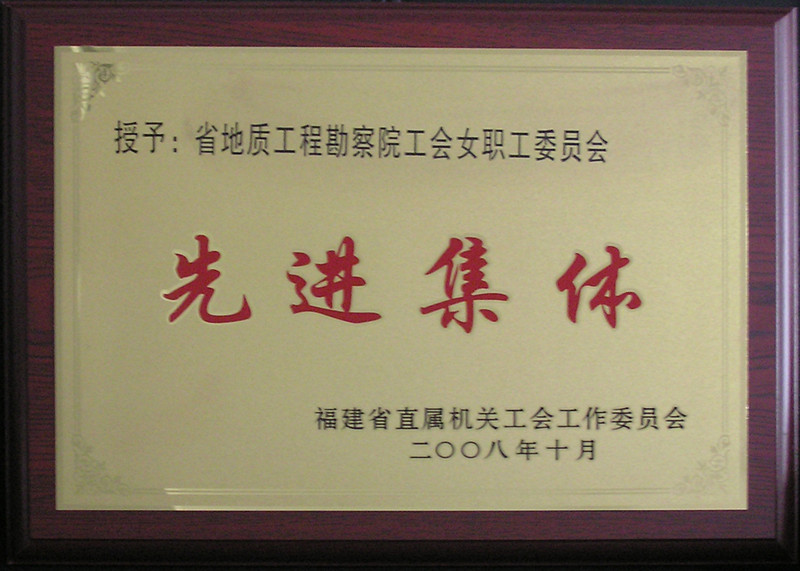 授予：省地质工程勘察院工会女职工委员会
先进集体
福建省直属机关工会工作委员会
二〇〇八年十月